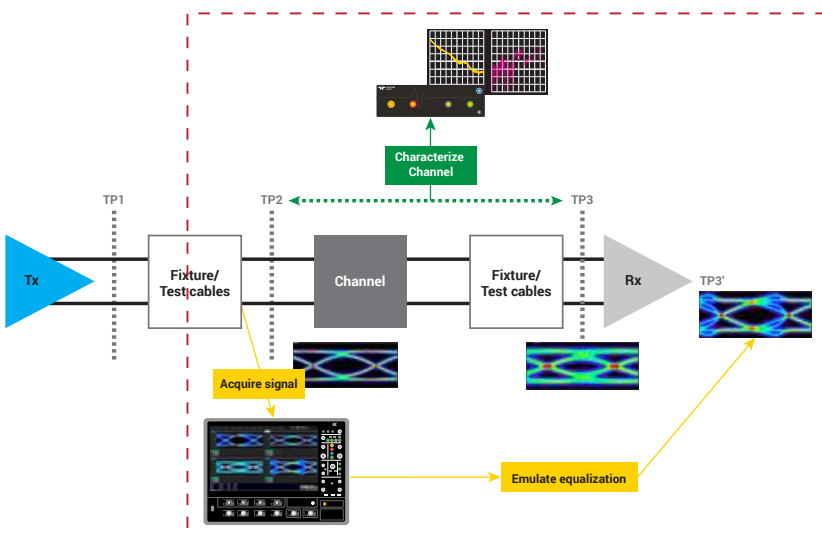 Characterize
Channel
TP1
TP2
TP3
Tx
Fixture/
Test cables
Channel
Fixture/
Test cables
Rx
TP3'
Acquire signal
Emulate equalization